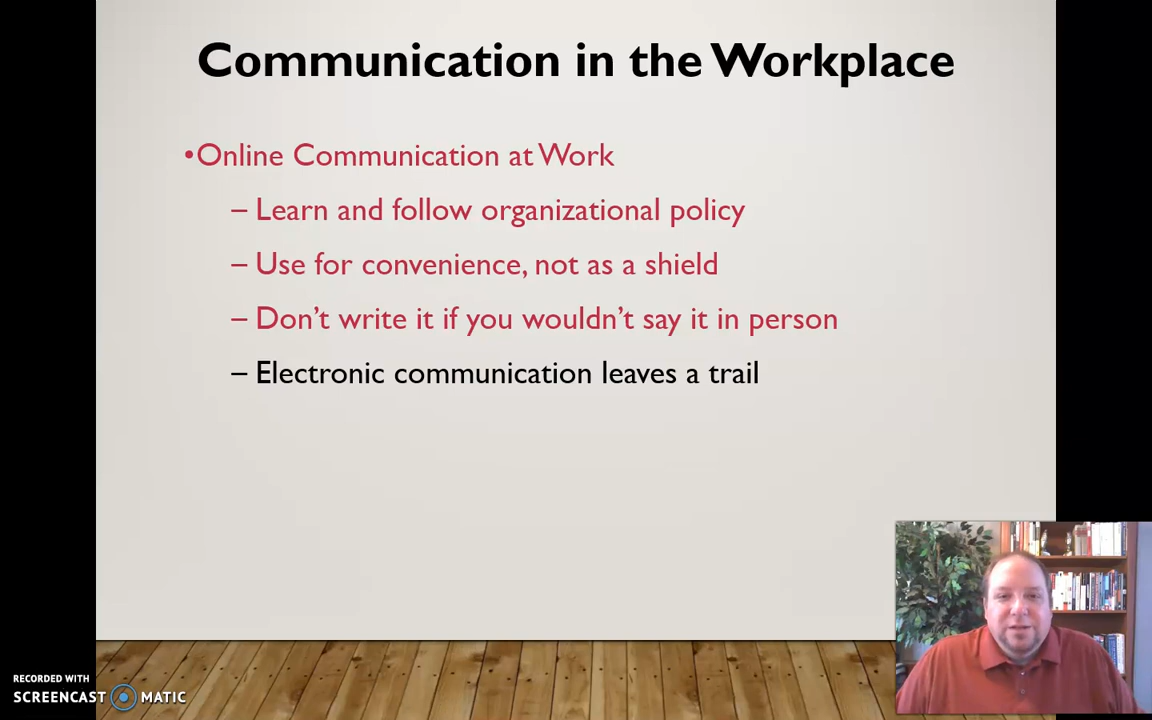 Communication in the Workplace
•Online Communication at Work
– Learn and follow organizational policy
– Use for convenience, not as a shield
– Don’t write it if you wouldn’t say it in person
– Electronic communication leaves a trail
RECORDED WITH
SCREENCAST MATIC